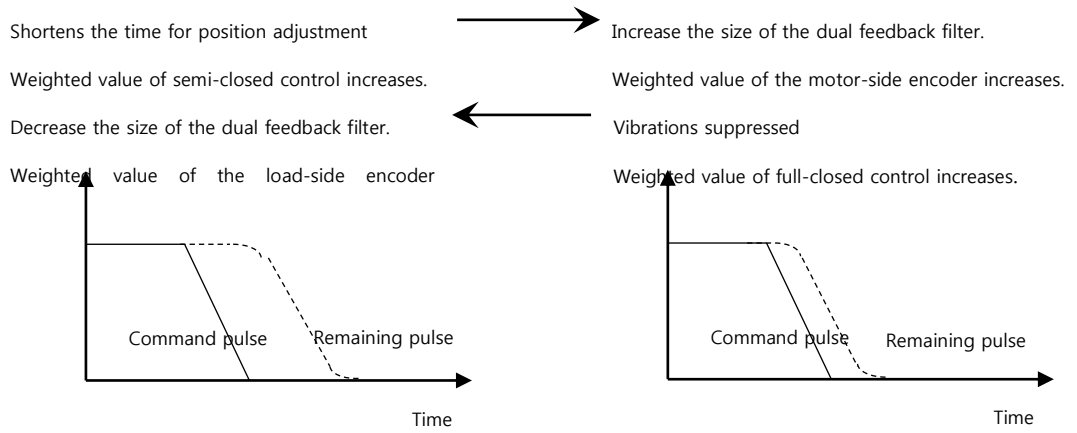 Shortens the time for position adjustment
Weighted value of semi-closed control increases.
Decrease the size of the dual feedback filter.
Weighted value of the load-side encoder
Increase the size of the dual feedback filter.
Weighted value of the motor-side encoder increases.
Vibrations suppressed
Weighted value of full-closed control increases.
Command pulse
Remaining pulse
Time
Command pulse
Remaining pulse
Time